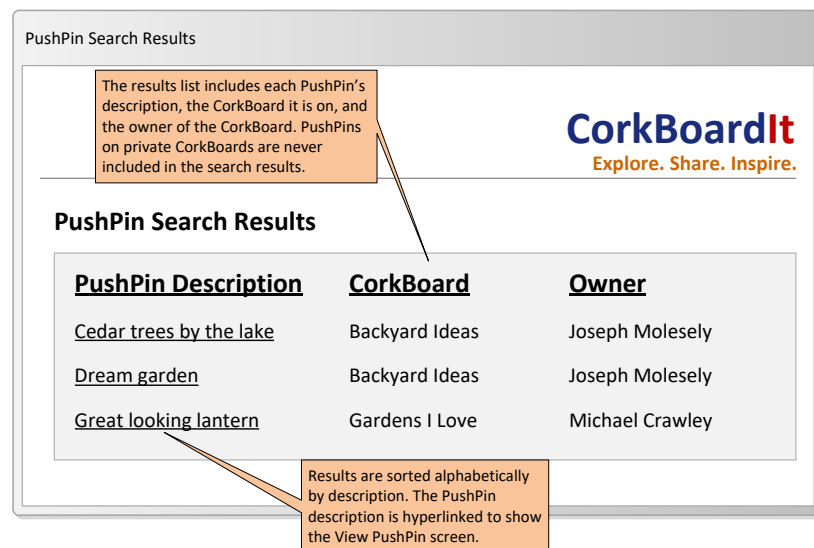 PushPin Search Results
The results list includes each PushPin's
description, the CorkBoard it is on, and
the owner of the CorkBoard. PushPins
on private CorkBoards are never
included in the search results.
CorkBoardIt
Explore. Share. Inspire.
PushPin Search Results
PushPin Description CorkBoard Owner
Cedar trees by the lake Backyard Ideas Joseph Molesely
Dream garden Backyard Ideas Joseph Molesely
Great looking lantern Gardens I Love Michael Crawley
Results are sorted alphabetically
by description. The PushPin
description is hyperlinked to show
the View PushPin screen.